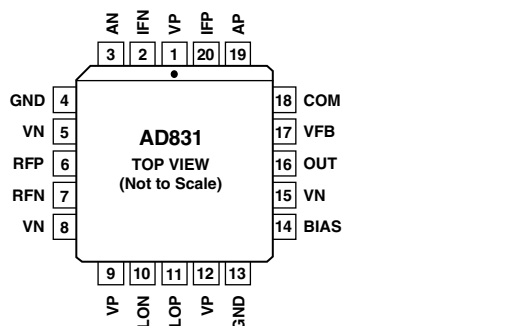 AN IFN VP IFP AP
3 2 1 20 19
GND 4
VN 5
RFP 6
RFN 7
VN 8
AD831
TOP VIEW
(Not to Scale)
18 COM
17 VFB
16 OUT
15 VN
14 BIAS
9 10 11 12 13
VP LON LOP VP GND